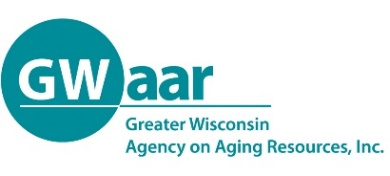 GWaar
Greater Wisconsin
Agency on Aging Resources, Inc.